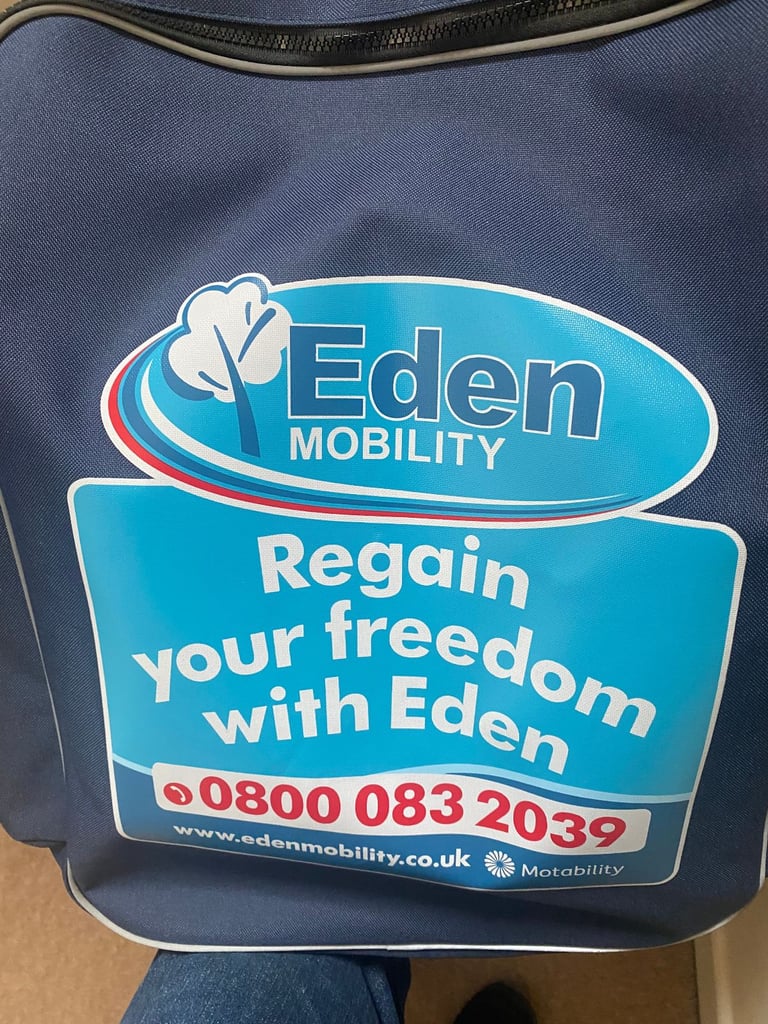 Eden
MOBILITY
Regain
your freedom
with Eden
0800 083 2039
www.edenmobility.co.uk Motability